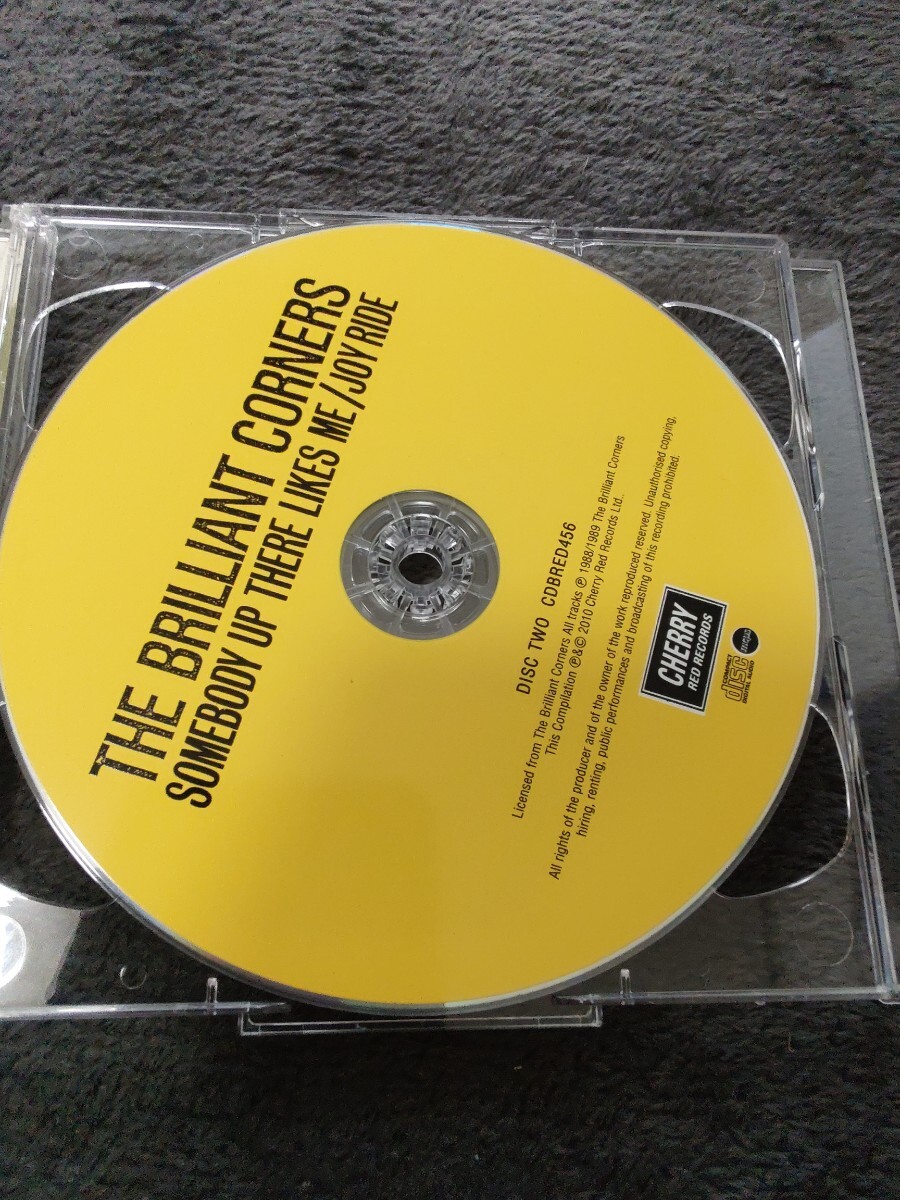 THE BRILLIANT CORNERS
SOMEBODY UP THERE LIKES ME/JOY RIDE
DISC TWO CDBRED456
Licensed from The Brilliant Corners All tracks ℗ 1988/1989 The Brilliant Corners
This Compilation ℗&© 2010 Cherry Red Records Ltd..
All rights of the producer and of the owner of the work reproduced reserved. Unauthorised copying,
hiring, renting, public performances and broadcasting of this recording prohibited.
CHERRY
RED RECORDS
COMPACT
disc
DIGITAL AUDIO